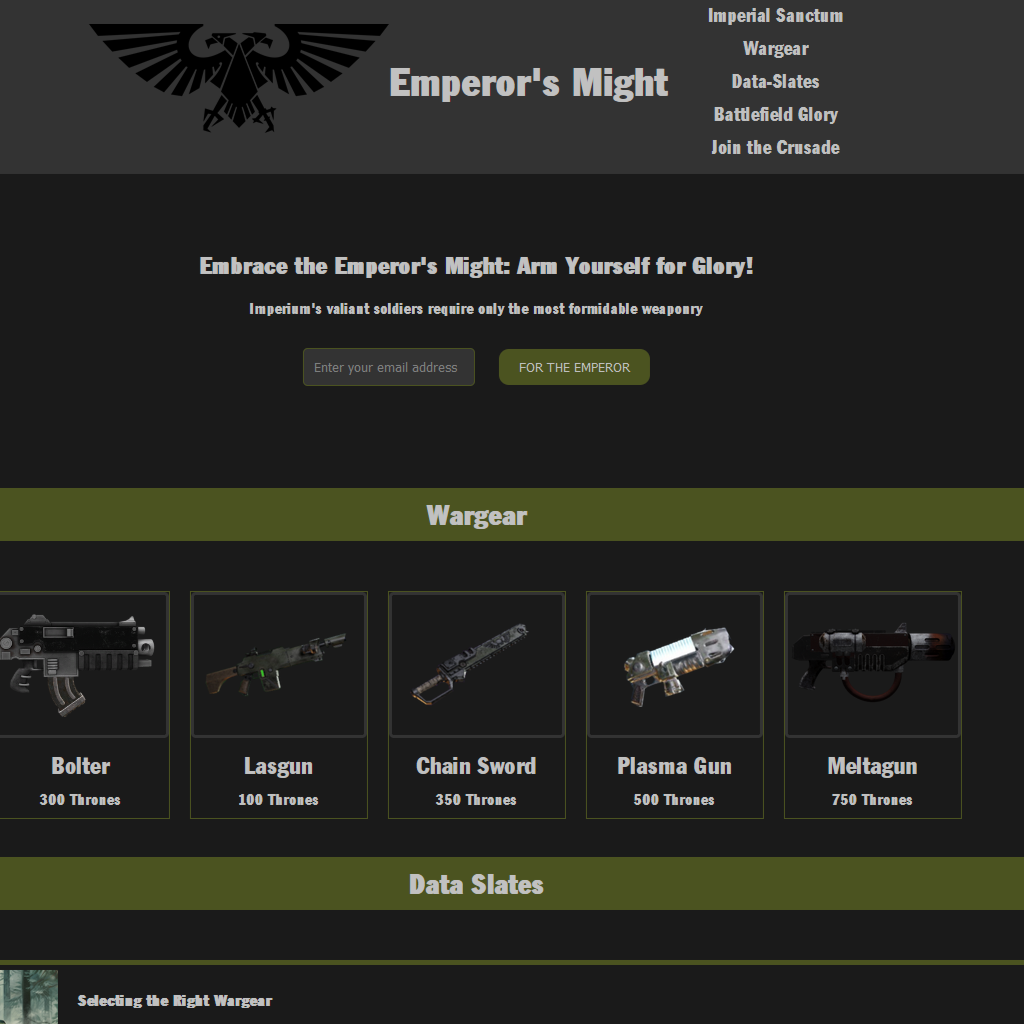 Emperor's Might
Imperial Sanctum
Wargear
Data-Slates
Battlefield Glory
Join the Crusade
Embrace the Emperor's Might: Arm Yourself for Glory!
Imperium's valiant soldiers require only the most formidable weaponry
Enter your email address
FOR THE EMPEROR
Wargear
Bolter
300 Thrones
Lasgun
100 Thrones
Chain Sword
350 Thrones
Plasma Gun
500 Thrones
Meltagun
750 Thrones
Data Slates
Selecting the Right Wargear